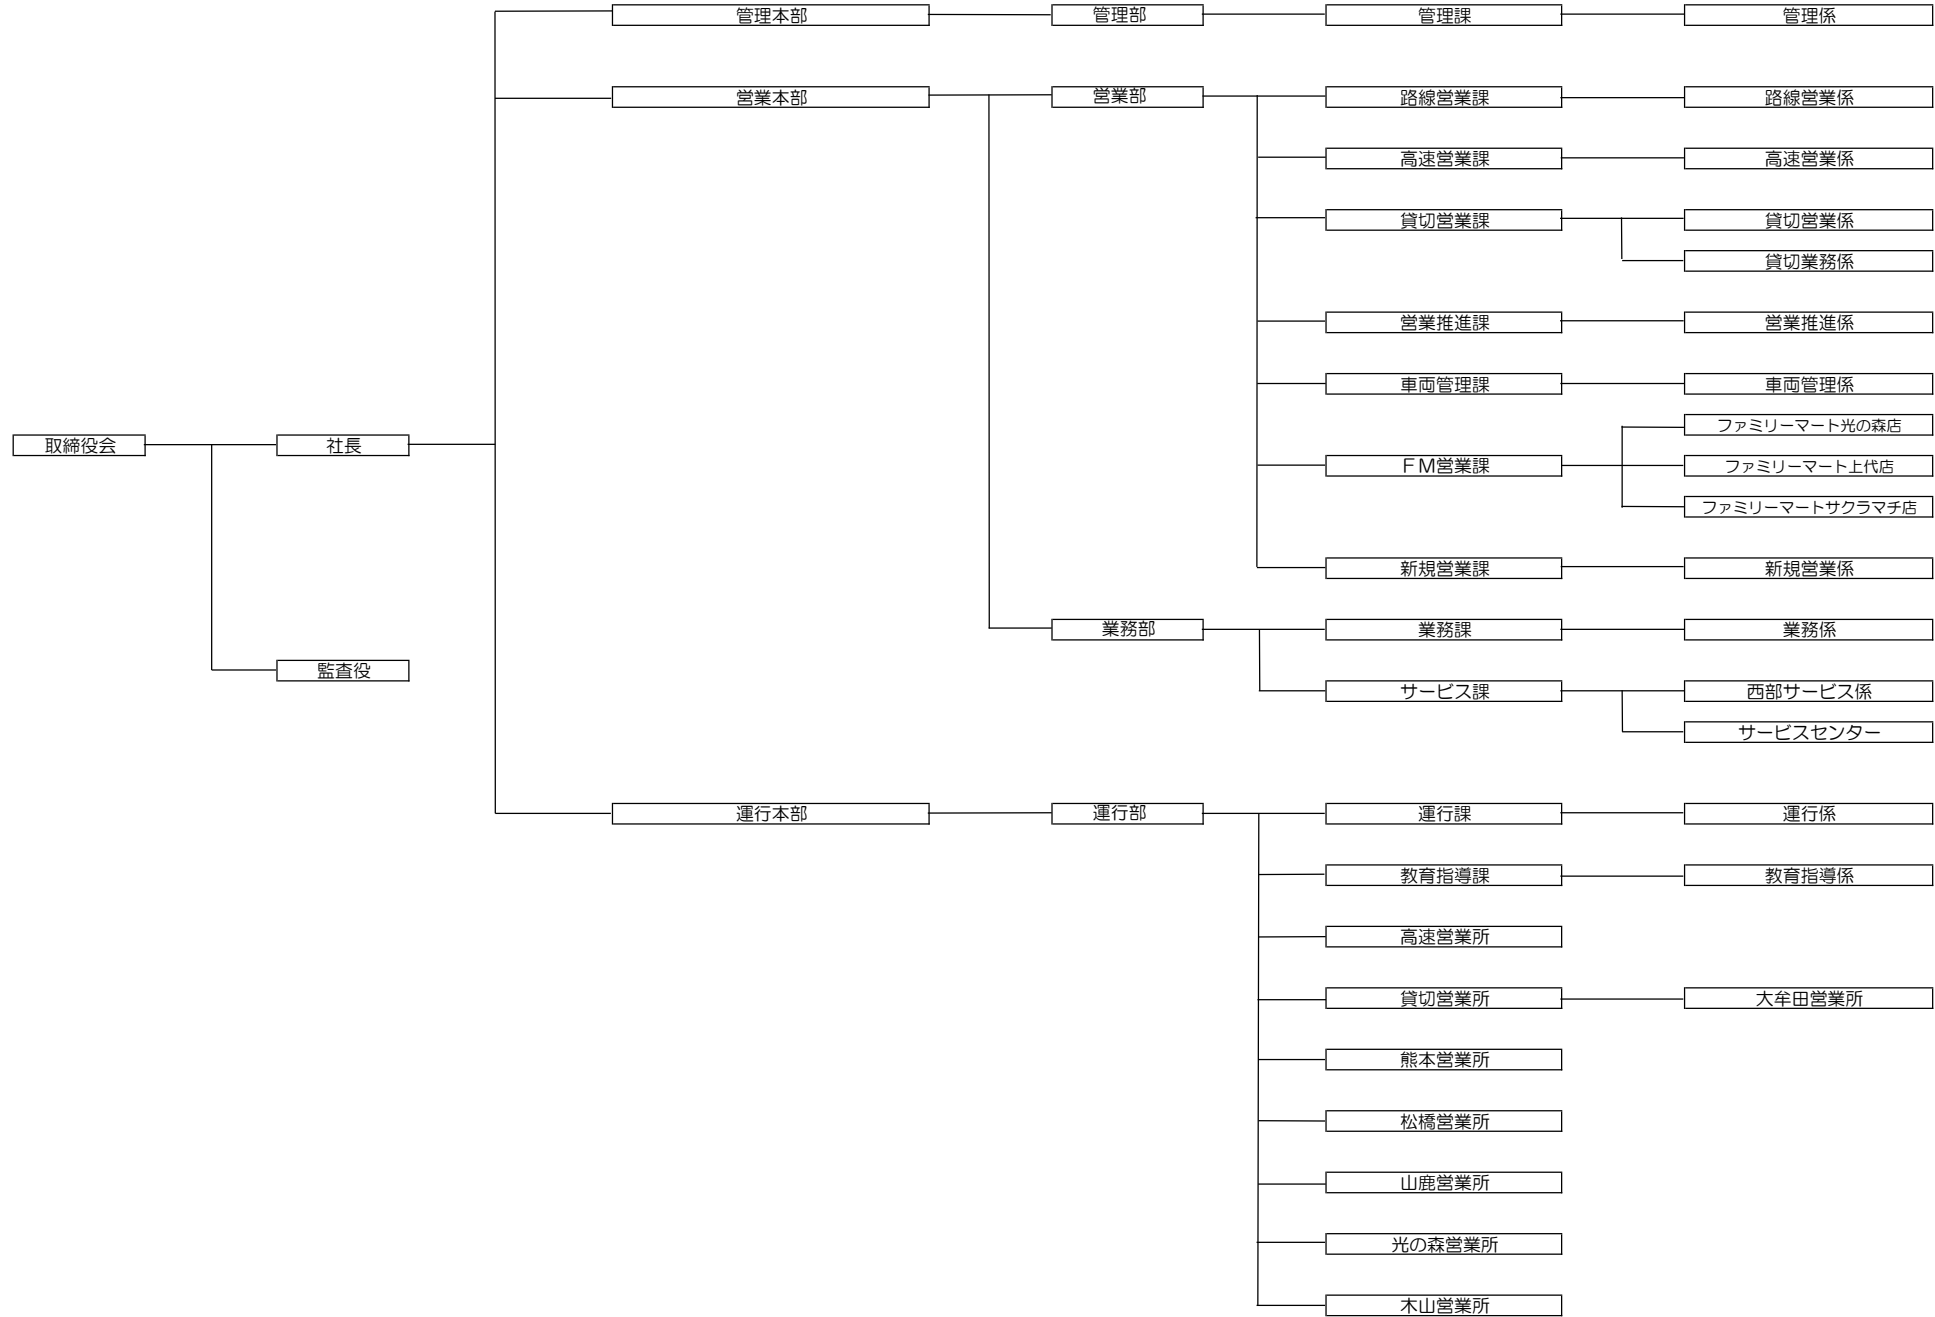 管理本部
管理部
管理課
管理係
営業本部
営業部
路線営業課
路線営業係
高速営業課
高速営業係
貸切営業課
貸切営業係
貸切業務係
営業推進課
営業推進係
車両管理課
車両管理係
ファミリーマート光の森店
取締役会
社長
ＦＭ営業課
ファミリーマート上代店
ファミリーマートサクラマチ店
新規営業課
新規営業係
業務部
業務課
業務係
監査役
サービス課
西部サービス係
サービスセンター
運行本部
運行部
運行課
運行係
教育指導課
教育指導係
高速営業所
貸切営業所
大牟田営業所
熊本営業所
松橋営業所
山鹿営業所
光の森営業所
木山営業所